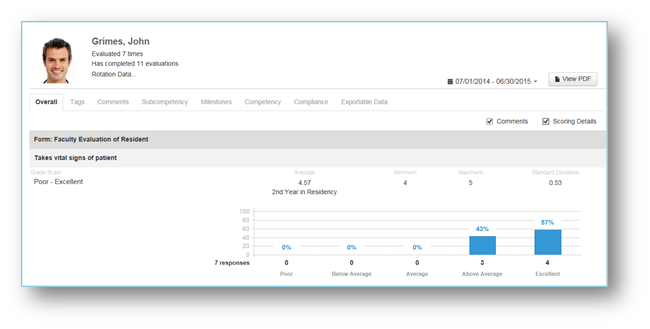 Grimes, John
Evaluated 7 times
Has completed 11 evaluations
Rotation Data...
07/01/2014 - 06/30/2015
View PDF
Overall Tags Comments Subcompetency Milestones Competency Compliance Exportable Data
Comments Scoring Details
Form: Faculty Evaluation of Resident
Takes vital signs of patient
Grade Scale Average Minimum Maximum Standard Deviation
Poor - Excellent 4.57 4 5 0.53
2nd Year in Residency
100
80
60
40
20
0
0% 0% 0% 43% 57%
7 responses 0 0 0 3 4
Poor Below Average Average Above Average Excellent